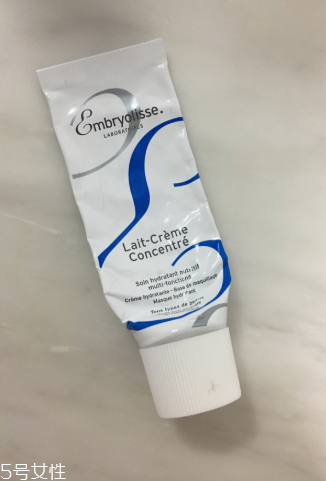 Embryolisse.
LABORATOIRES
Lait-Crème
Concentré
Soin hydratant nutritif
multi-fonctions
Crème hydratante - Base de maquillage
Masque hydratant
Tous types de peaux
5号女性